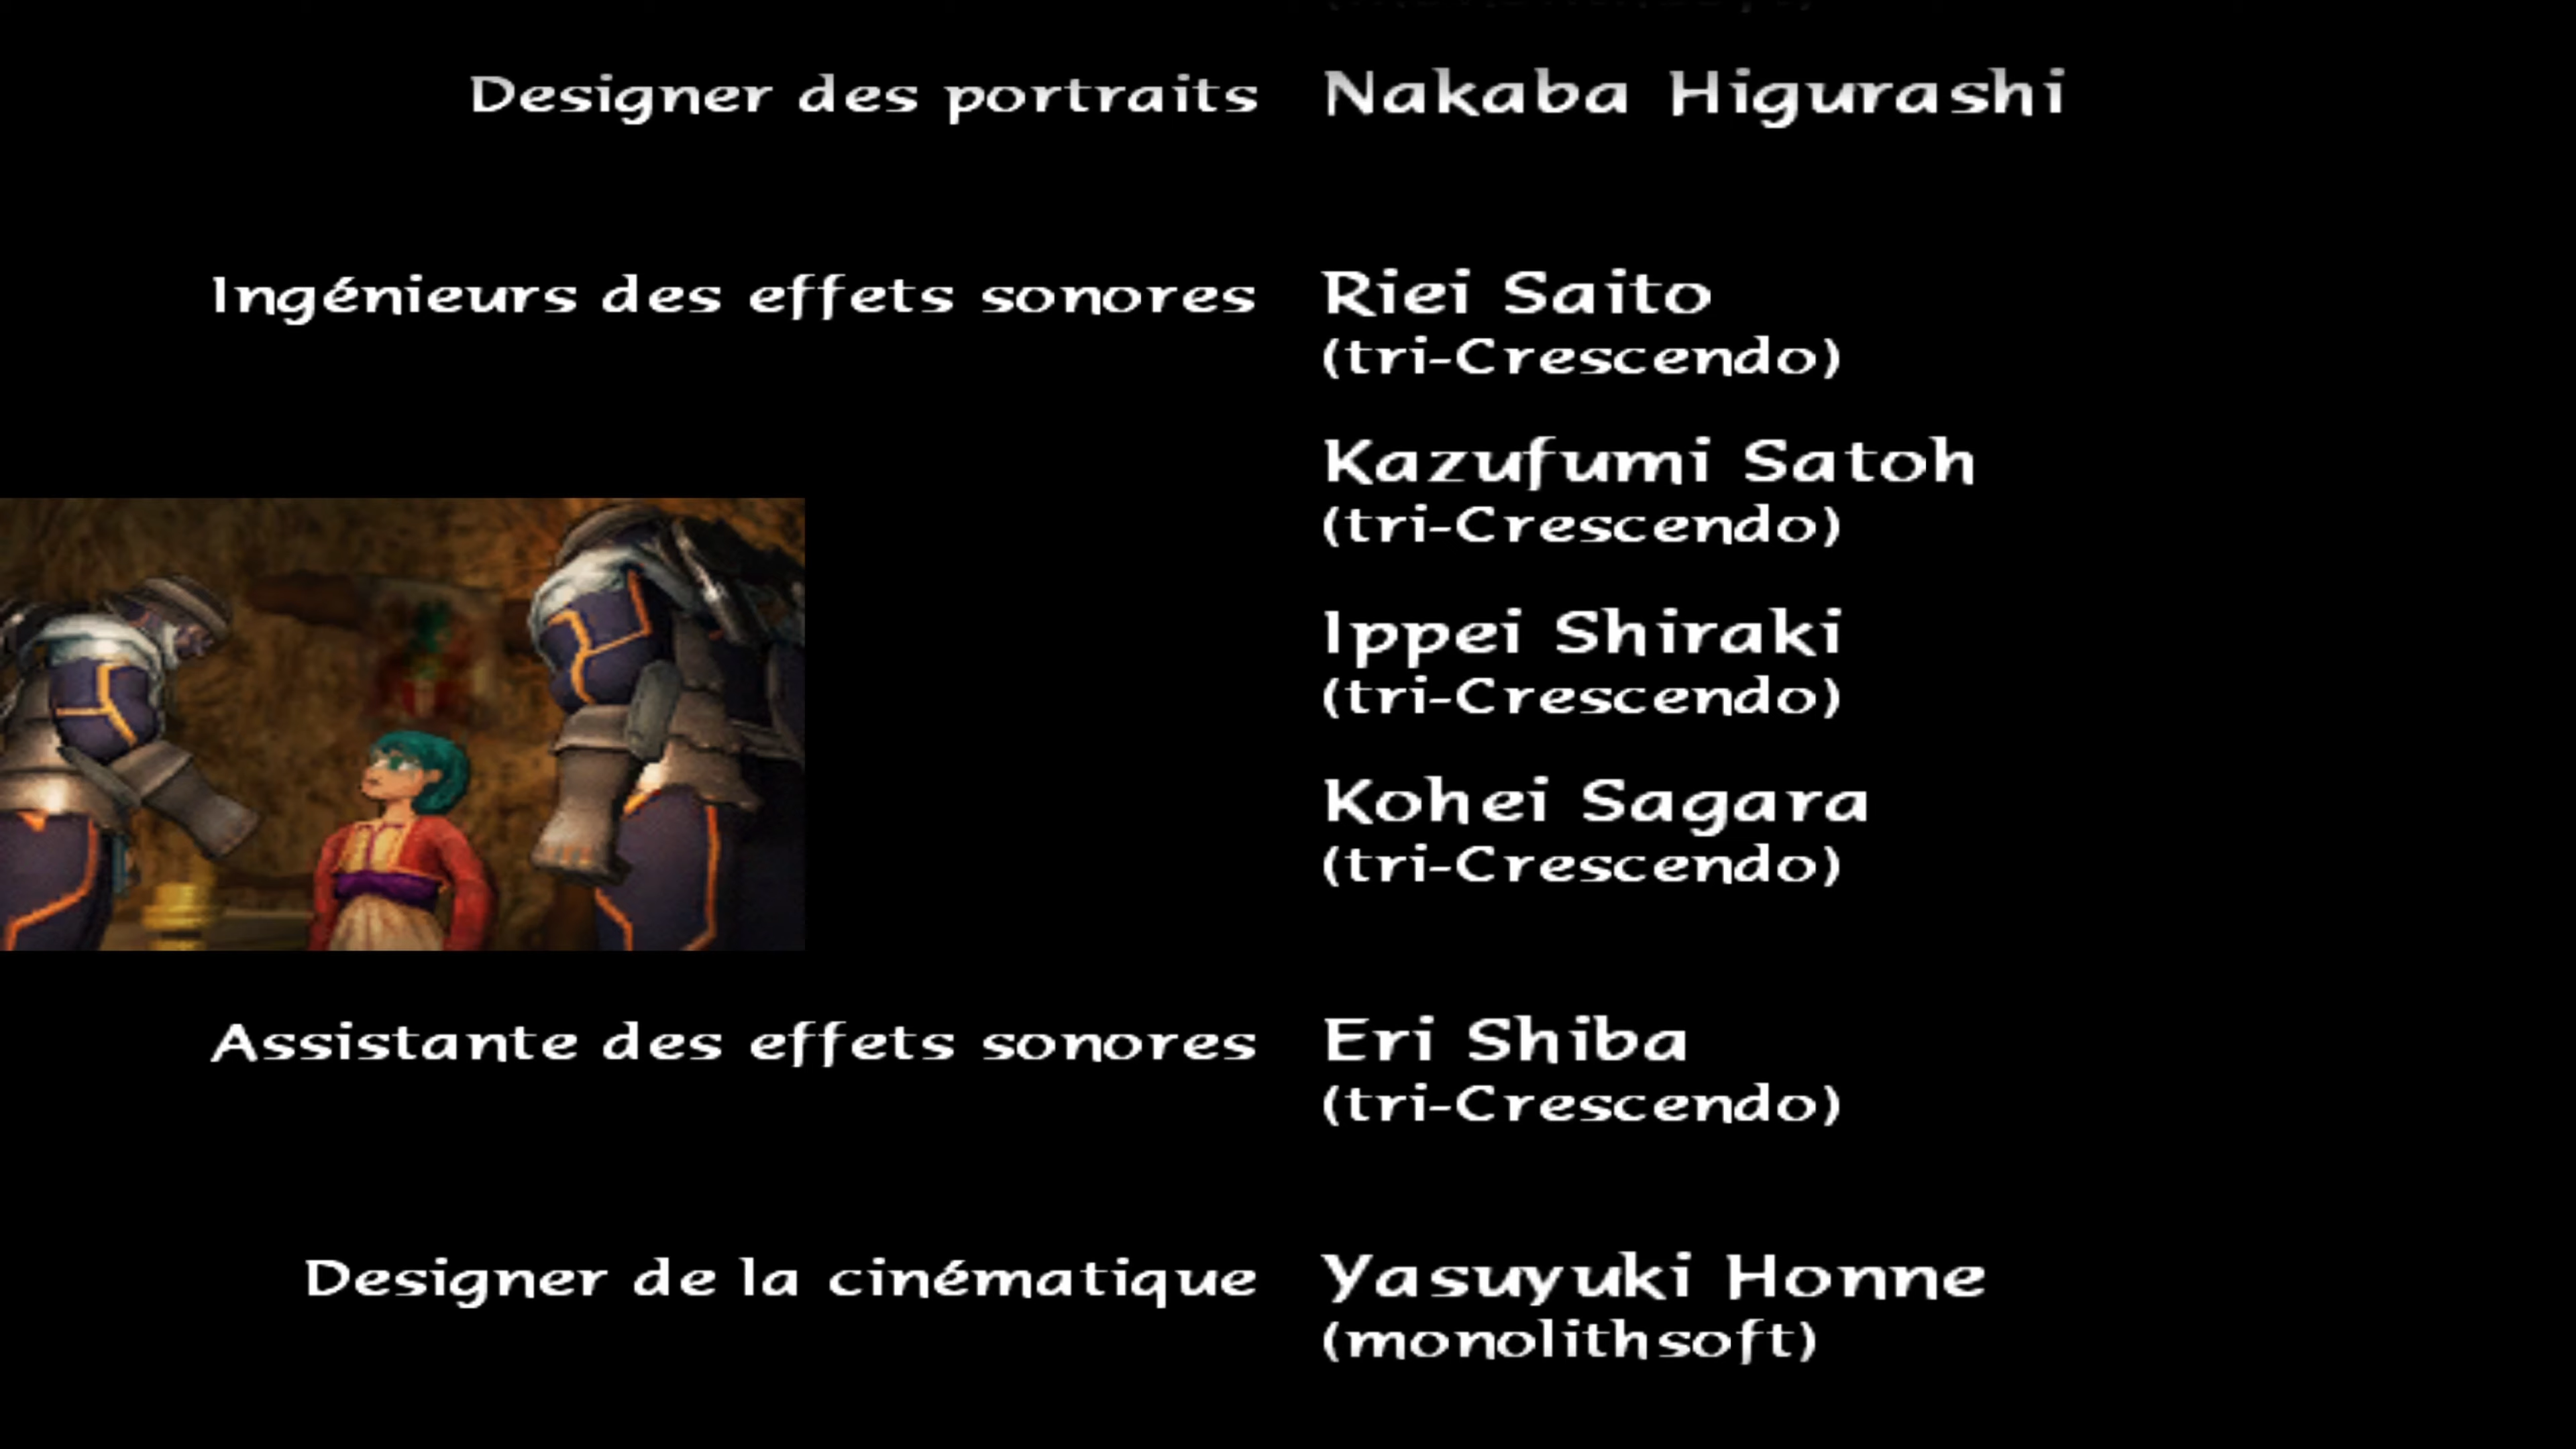 Designer des portraits Nakaba Higurashi
Ingénieurs des effets sonores Riei Saito
(tri-Crescendo)
Kazufumi Satoh
(tri-Crescendo)
Ippei Shiraki
(tri-Crescendo)
Kohei Sagara
(tri-Crescendo)
Assistante des effets sonores Eri Shiba
(tri-Crescendo)
Designer de la cinématique Yasuyuki Honne
(monolithsoft)